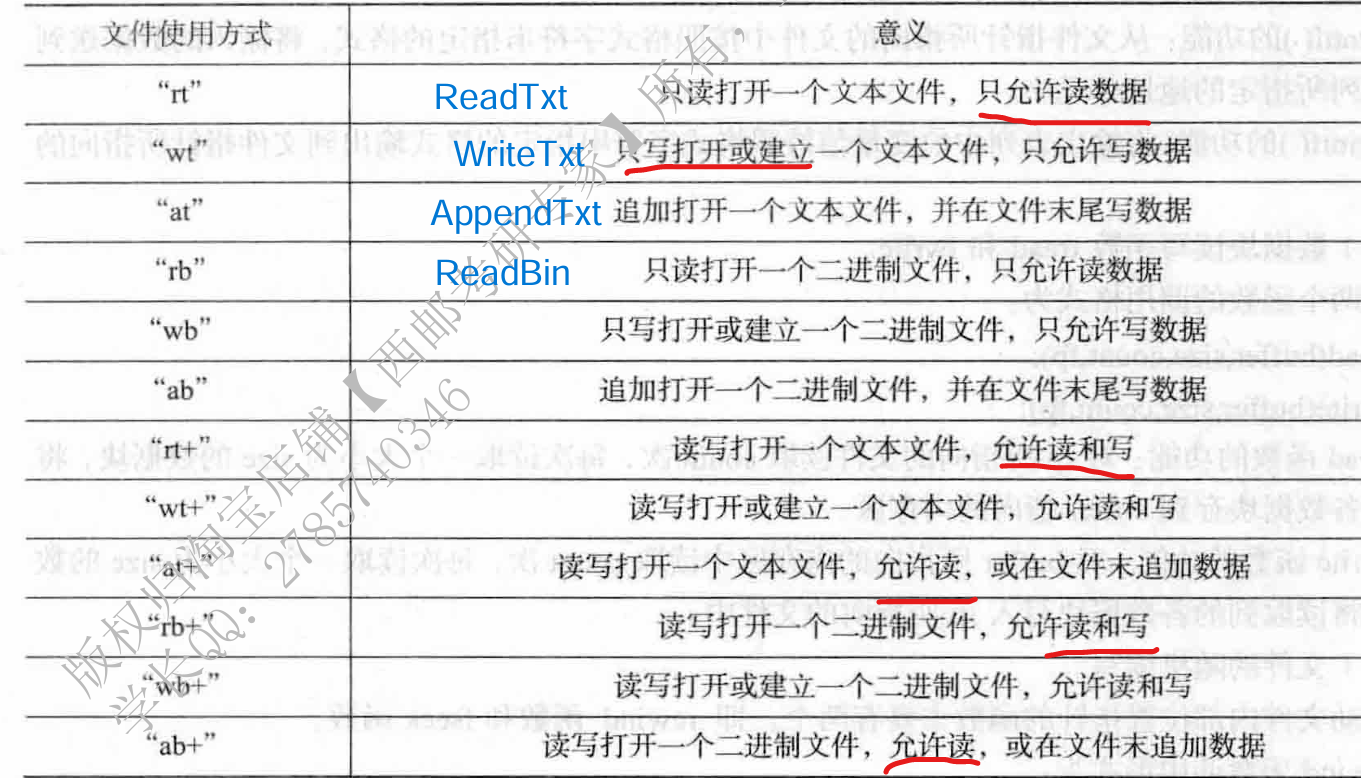 文件使用方式 意义
“rt” ReadTxt 只读打开一个文本文件，只允许读数据
“wt” WriteTxt 只写打开或建立一个文本文件，只允许写数据
“at” AppendTxt 追加打开一个文本文件，并在文件末尾写数据
“rb” ReadBin 只读打开一个二进制文件，只允许读数据
“wb” 只写打开或建立一个二进制文件，只允许写数据
“ab” 追加打开一个二进制文件，并在文件末尾写数据
“rt+” 读写打开一个文本文件，允许读和写
“wt+” 读写打开或建立一个文本文件，允许读和写
“at+” 读写打开一个文本文件，允许读，或在文件末追加数据
“rb+” 读写打开一个二进制文件，允许读和写
“wb+” 读写打开或建立一个二进制文件，允许读和写
“ab+” 读写打开一个二进制文件，允许读，或在文件末追加数据
版权归淘宝店铺【西邮考研专家】所有。
学长QQ：2785740346